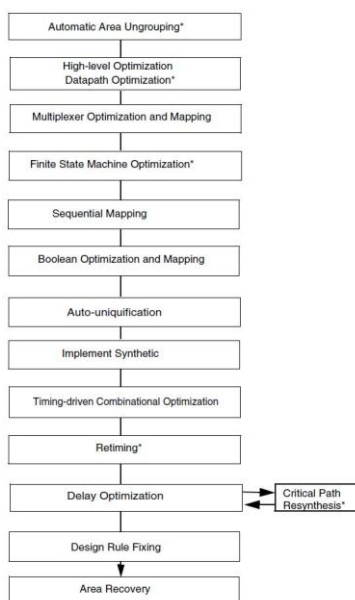 Automatic Area Ungrouping*
High-level Optimization
Datapath Optimization*
Multiplexer Optimization and Mapping
Finite State Machine Optimization*
Sequential Mapping
Boolean Optimization and Mapping
Auto-uniquification
Implement Synthetic
Timing-driven Combinational Optimization
Retiming*
Delay Optimization
Critical Path
Resynthesis*
Design Rule Fixing
Area Recovery